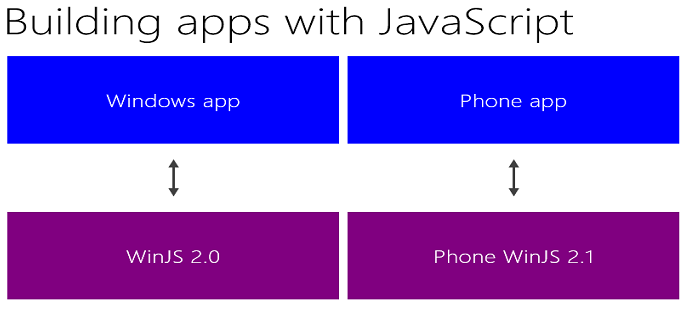 Building apps with JavaScript
Windows app
Phone app
WinJS 2.0
Phone WinJS 2.1